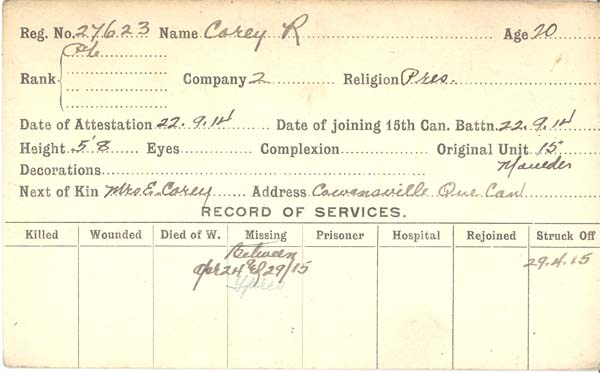 Reg. No. 27623 Name Corey R Age 20
Pte
Rank Company 2 Religion Pres.
Date of Attestation 22.9.14 Date of joining 15th Can. Battn. 22.9.14
Height 5'8 Eyes Complexion Original Unit 15
Decorations
Next of Kin Mrs E. Corey Address Cowansville Que Can
RECORD OF SERVICES.
Killed Wounded Died of W. Missing Prisoner Hospital Rejoined Struck Off
Between
Apr 24 & 29/15 29.4.15
Ypres